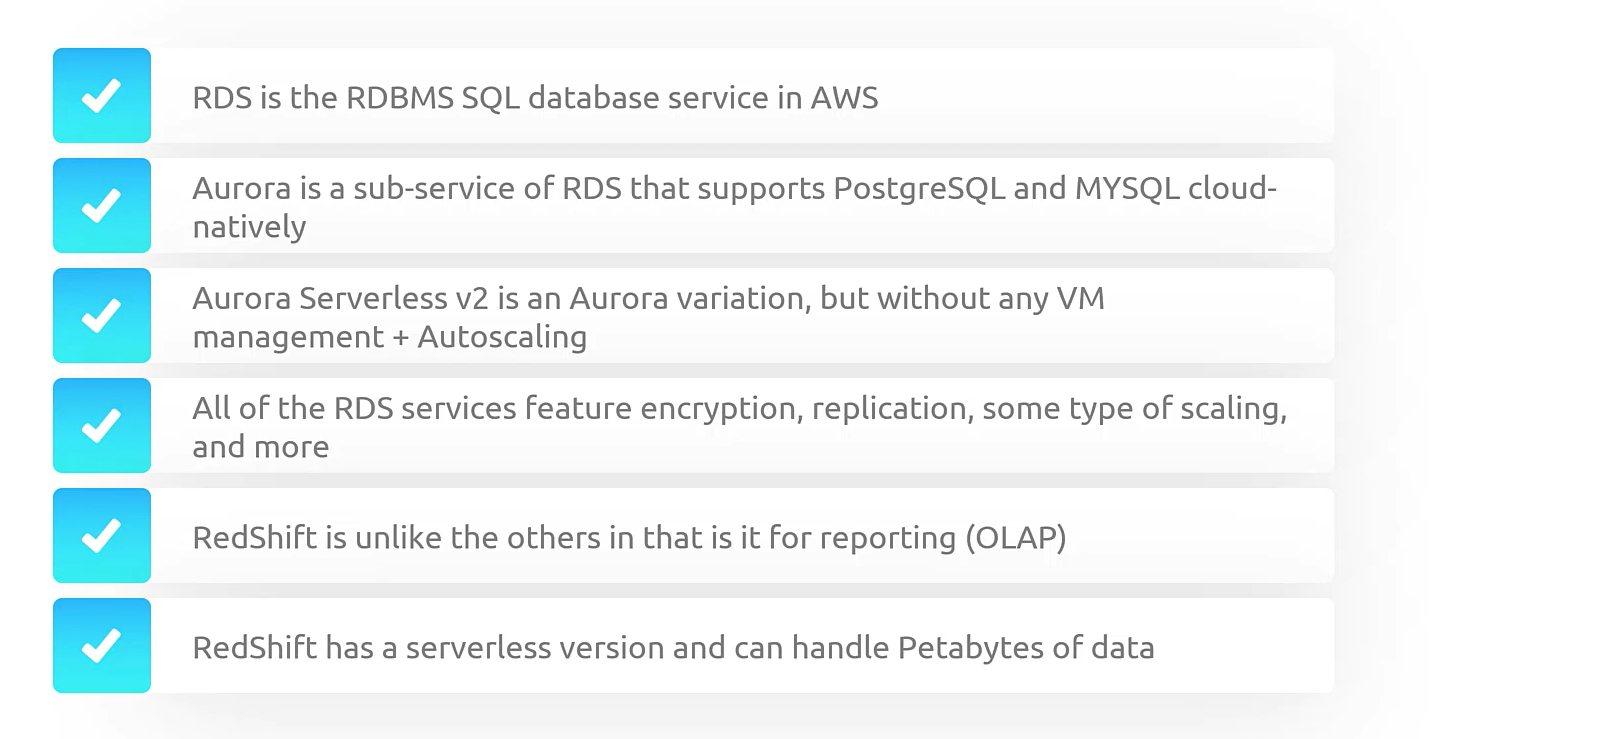 RDS is the RDBMS SQL database service in AWS
Aurora is a sub-service of RDS that supports PostgreSQL and MYSQL cloud-
natively
Aurora Serverless v2 is an Aurora variation, but without any VM
management + Autoscaling
All of the RDS services feature encryption, replication, some type of scaling,
and more
RedShift is unlike the others in that is it for reporting (OLAP)
RedShift has a serverless version and can handle Petabytes of data